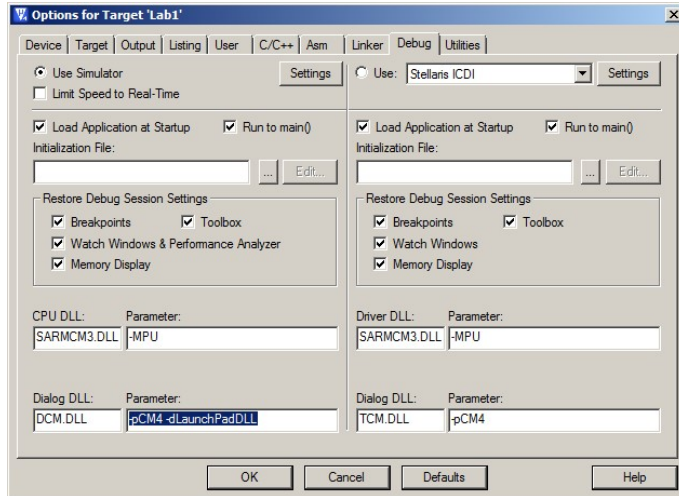 Options for Target 'Lab1'
Device Target Output Listing User C/C++ Asm Linker Debug Utilities
Use Simulator Settings Use: Stellaris ICDI Settings
Limit Speed to Real-Time
Load Application at Startup Run to main() Load Application at Startup Run to main()
Initialization File: Initialization File:
... Edit... ... Edit...
Restore Debug Session Settings Restore Debug Session Settings
Breakpoints Toolbox Breakpoints Toolbox
Watch Windows & Performance Analyzer Watch Windows
Memory Display Memory Display
CPU DLL: Parameter: Driver DLL: Parameter:
SARMCM3.DLL -MPU SARMCM3.DLL -MPU
Dialog DLL: Parameter: Dialog DLL: Parameter:
DCM.DLL -pCM4 -dLaunchPadDLL TCM.DLL -pCM4
OK Cancel Defaults Help